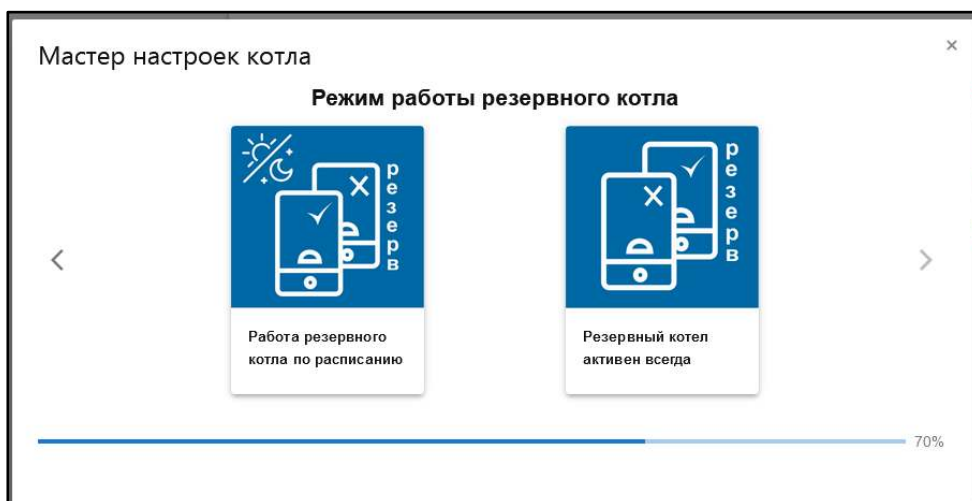 Мастер настроек котла
×
Режим работы резервного котла
резерв
резерв
Работа резервного
котла по расписанию
Резервный котел
активен всегда
70%